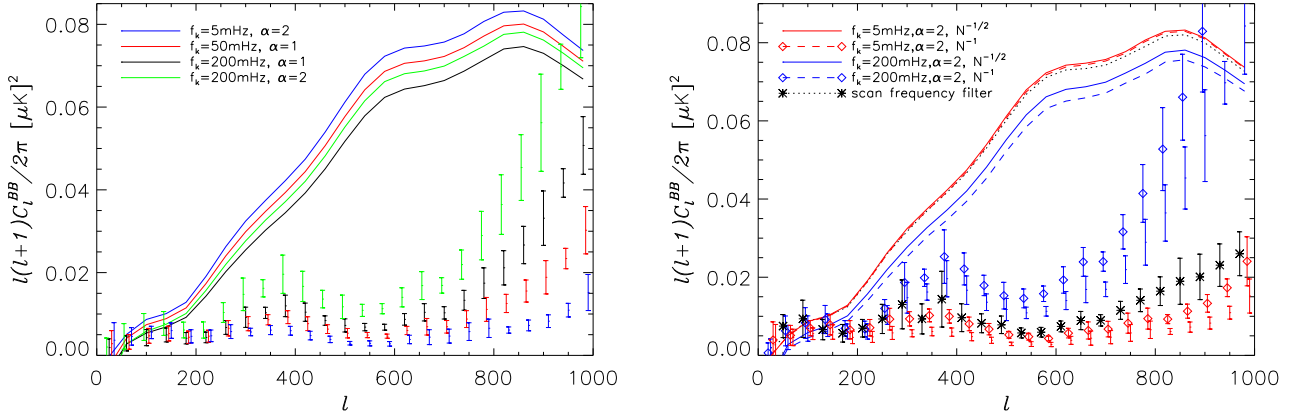 f_k=5mHz, α=2
f_k=50mHz, α=1
f_k=200mHz, α=1
f_k=200mHz, α=2
l(l+1)C_l^BB/2π [μK]²
0.08
0.06
0.04
0.02
0.00
0 200 400 600 800 1000
l
f_k=5mHz,α=2, N^-1/2
f_k=5mHz,α=2, N^-1
f_k=200mHz,α=2, N^-1/2
f_k=200mHz,α=2, N^-1
scan frequency filter
l(l+1)C_l^BB/2π [μK]²
0.08
0.06
0.04
0.02
0.00
0 200 400 600 800 1000
l